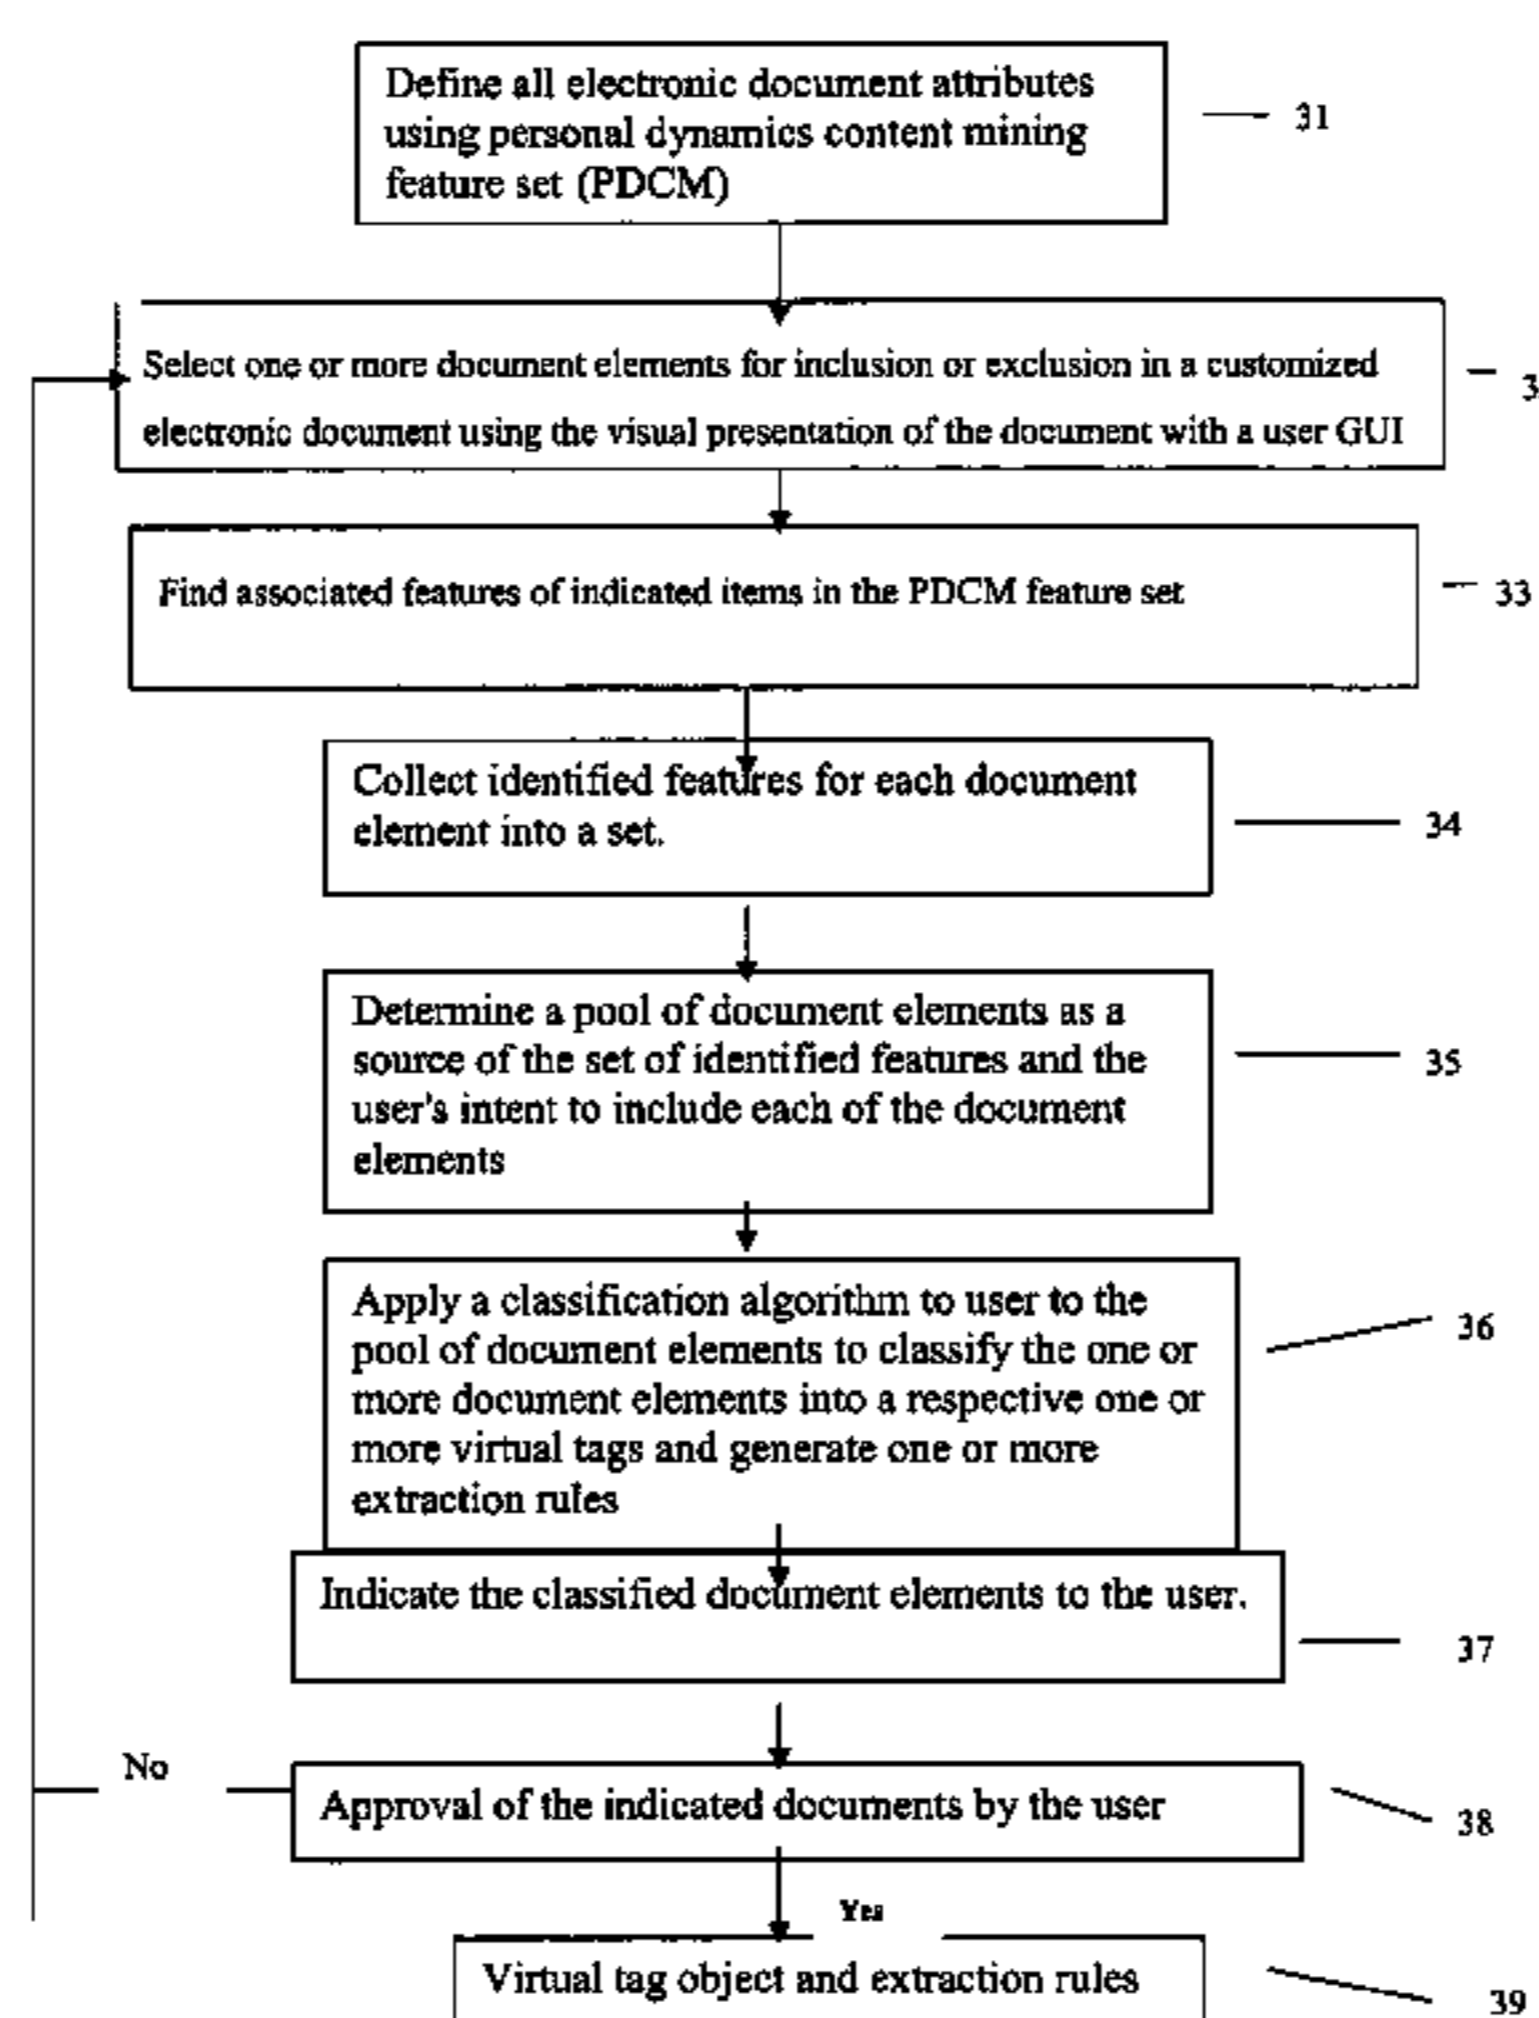 Define all electronic document attributes
using personal dynamics content mining
feature set (PDCM)
31
Select one or more document elements for inclusion or exclusion in a customized
electronic document using the visual presentation of the document with a user GUI
Find associated features of indicated items in the PDCM feature set
33
Collect identified features for each document
element into a set.
34
Determine a pool of document elements as a
source of the set of identified features and the
user's intent to include each of the document
elements
35
Apply a classification algorithm to user to the
pool of document elements to classify the one or
more document elements into a respective one or
more virtual tags and generate one or more
extraction rules
36
Indicate the classified document elements to the user.
37
No
Approval of the indicated documents by the user
38
Yes
Virtual tag object and extraction rules
39